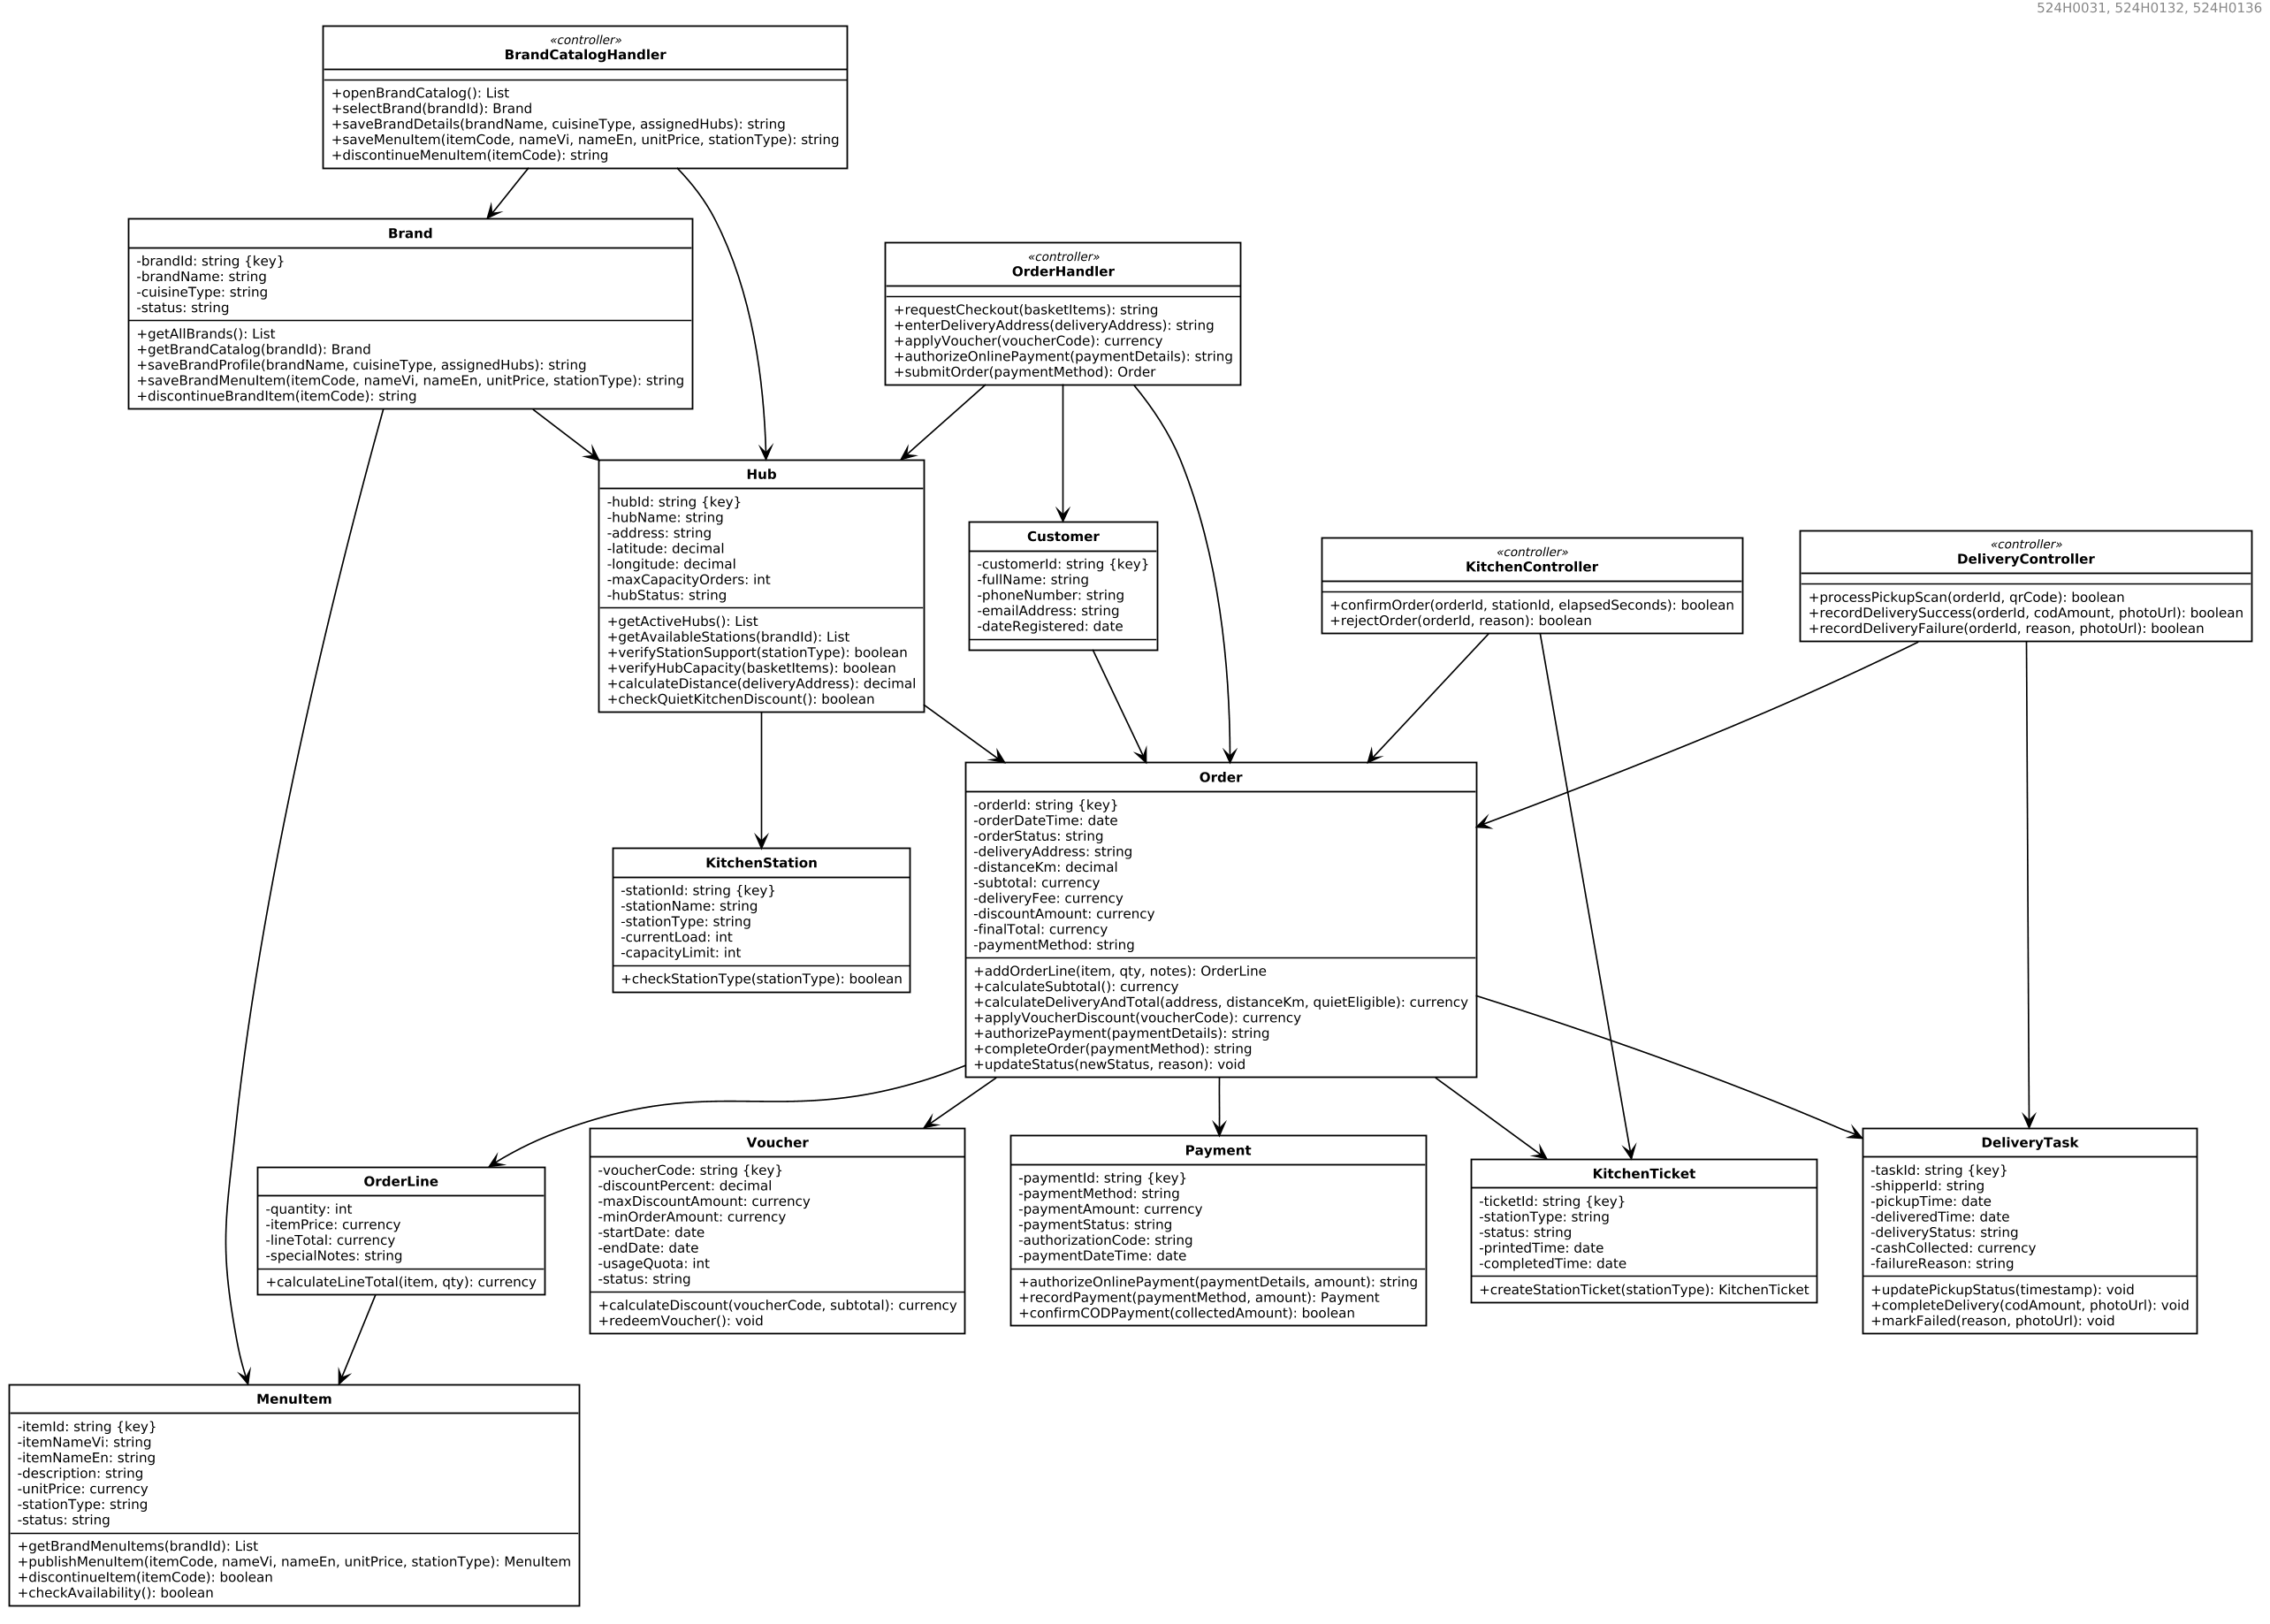 524H0031, 524H0132, 524H0136
«controller»
BrandCatalogHandler
+openBrandCatalog(): List
+selectBrand(brandId): Brand
+saveBrandDetails(brandName, cuisineType, assignedHubs): string
+saveMenuItem(itemCode, nameVi, nameEn, unitPrice, stationType): string
+discontinueMenuItem(itemCode): string
Brand
-brandId: string {key}
-brandName: string
-cuisineType: string
-status: string
+getAllBrands(): List
+getBrandCatalog(brandId): Brand
+saveBrandProfile(brandName, cuisineType, assignedHubs): string
+saveBrandMenuItem(itemCode, nameVi, nameEn, unitPrice, stationType): string
+discontinueBrandItem(itemCode): string
«controller»
OrderHandler
+requestCheckout(basketItems): string
+enterDeliveryAddress(deliveryAddress): string
+applyVoucher(voucherCode): currency
+authorizeOnlinePayment(paymentDetails): string
+submitOrder(paymentMethod): Order
Hub
-hubId: string {key}
-hubName: string
-address: string
-latitude: decimal
-longitude: decimal
-maxCapacityOrders: int
-hubStatus: string
+getActiveHubs(): List
+getAvailableStations(brandId): List
+verifyStationSupport(stationType): boolean
+verifyHubCapacity(basketItems): boolean
+calculateDistance(deliveryAddress): decimal
+checkQuietKitchenDiscount(): boolean
Customer
-customerId: string {key}
-fullName: string
-phoneNumber: string
-emailAddress: string
-dateRegistered: date
«controller»
KitchenController
+confirmOrder(orderId, stationId, elapsedSeconds): boolean
+rejectOrder(orderId, reason): boolean
«controller»
DeliveryController
+processPickupScan(orderId, qrCode): boolean
+recordDeliverySuccess(orderId, codAmount, photoUrl): boolean
+recordDeliveryFailure(orderId, reason, photoUrl): boolean
KitchenStation
-stationId: string {key}
-stationName: string
-stationType: string
-currentLoad: int
-capacityLimit: int
+checkStationType(stationType): boolean
Order
-orderId: string {key}
-orderDateTime: date
-orderStatus: string
-deliveryAddress: string
-distanceKm: decimal
-subtotal: currency
-deliveryFee: currency
-discountAmount: currency
-finalTotal: currency
-paymentMethod: string
+addOrderLine(item, qty, notes): OrderLine
+calculateSubtotal(): currency
+calculateDeliveryAndTotal(address, distanceKm, quietEligible): currency
+applyVoucherDiscount(voucherCode): currency
+authorizePayment(paymentDetails): string
+completeOrder(paymentMethod): string
+updateStatus(newStatus, reason): void
OrderLine
-quantity: int
-itemPrice: currency
-lineTotal: currency
-specialNotes: string
+calculateLineTotal(item, qty): currency
Voucher
-voucherCode: string {key}
-discountPercent: decimal
-maxDiscountAmount: currency
-minOrderAmount: currency
-startDate: date
-endDate: date
-usageQuota: int
-status: string
+calculateDiscount(voucherCode, subtotal): currency
+redeemVoucher(): void
Payment
-paymentId: string {key}
-paymentMethod: string
-paymentAmount: currency
-paymentStatus: string
-authorizationCode: string
-paymentDateTime: date
+authorizeOnlinePayment(paymentDetails, amount): string
+recordPayment(paymentMethod, amount): Payment
+confirmCODPayment(collectedAmount): boolean
KitchenTicket
-ticketId: string {key}
-stationType: string
-status: string
-printedTime: date
-completedTime: date
+createStationTicket(stationType): KitchenTicket
DeliveryTask
-taskId: string {key}
-shipperId: string
-pickupTime: date
-deliveredTime: date
-deliveryStatus: string
-cashCollected: currency
-failureReason: string
+updatePickupStatus(timestamp): void
+completeDelivery(codAmount, photoUrl): void
+markFailed(reason, photoUrl): void
MenuItem
-itemId: string {key}
-itemNameVi: string
-itemNameEn: string
-description: string
-unitPrice: currency
-stationType: string
-status: string
+getBrandMenuItems(brandId): List
+publishMenuItem(itemCode, nameVi, nameEn, unitPrice, stationType): MenuItem
+discontinueItem(itemCode): boolean
+checkAvailability(): boolean